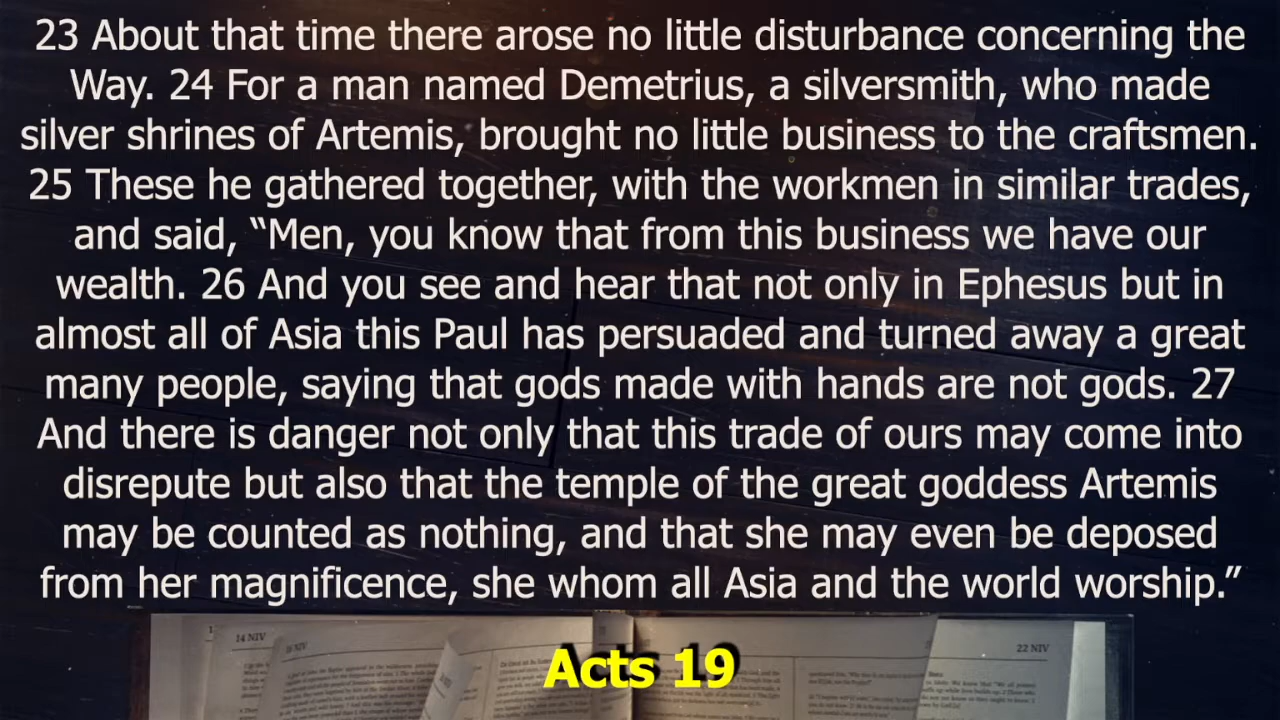 23 About that time there arose no little disturbance concerning the
Way. 24 For a man named Demetrius, a silversmith, who made
silver shrines of Artemis, brought no little business to the craftsmen.
25 These he gathered together, with the workmen in similar trades,
and said, “Men, you know that from this business we have our
wealth. 26 And you see and hear that not only in Ephesus but in
almost all of Asia this Paul has persuaded and turned away a great
many people, saying that gods made with hands are not gods. 27
And there is danger not only that this trade of ours may come into
disrepute but also that the temple of the great goddess Artemis
may be counted as nothing, and that she may even be deposed
from her magnificence, she whom all Asia and the world worship.”
14 NIV
22 NIV
Acts 19